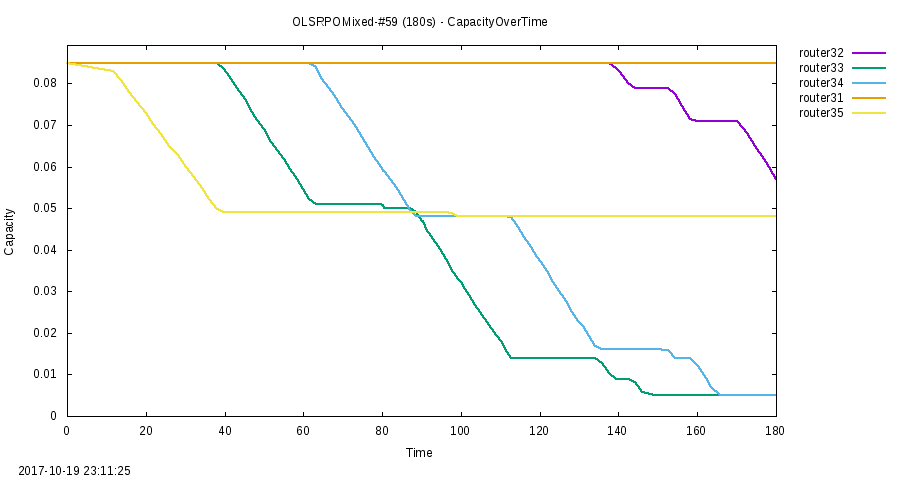 OLSRPOMixed-#59 (180s) - CapacityOverTime
router32
router33
router34
router31
router35
0.08
0.07
0.06
0.05
0.04
0.03
0.02
0.01
0
Capacity
0 20 40 60 80 100 120 140 160 180
Time
2017-10-19 23:11:25